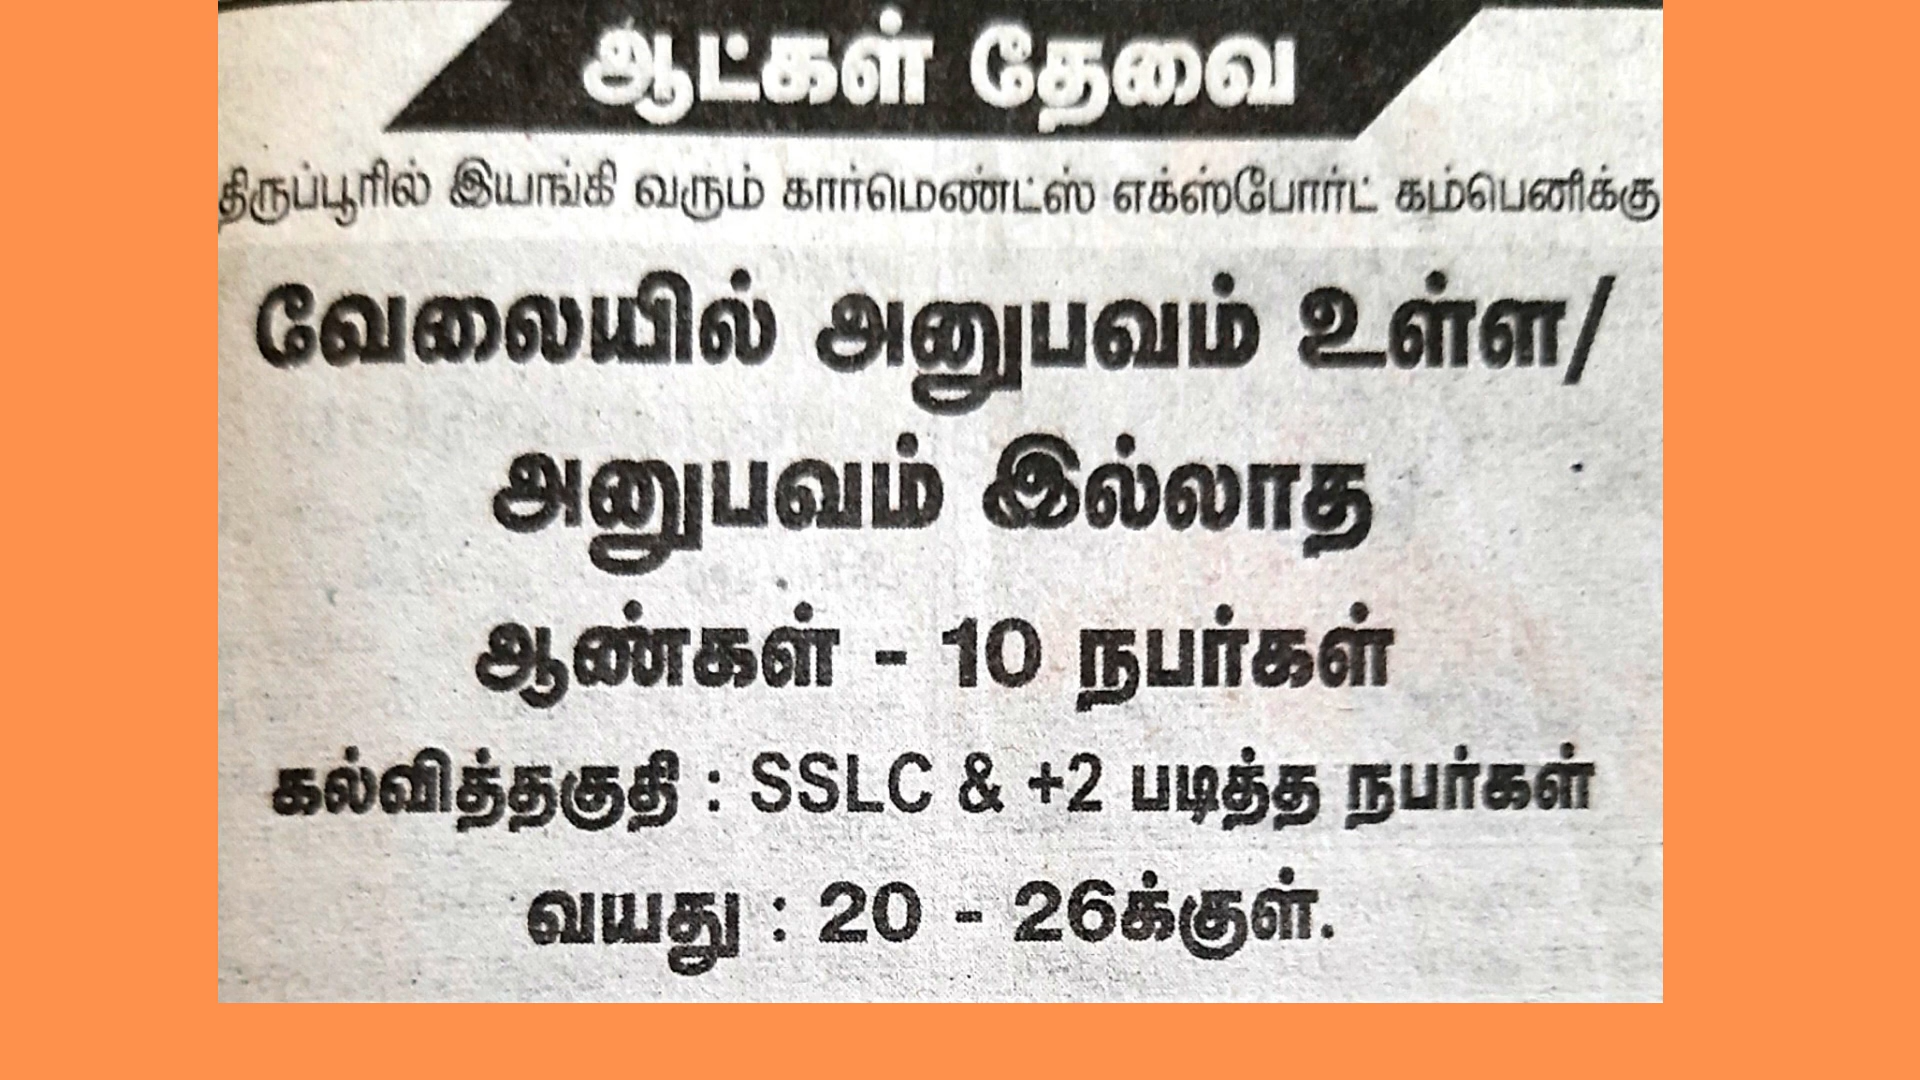 ஆட்கள் தேவை
திருப்பூரில் இயங்கி வரும் கார்மெண்ட்ஸ் எக்ஸ்போர்ட் கம்பெனிக்கு
வேலையில் அனுபவம் உள்ள/
அனுபவம் இல்லாத
ஆண்கள் - 10 நபர்கள்
கல்வித்தகுதி : SSLC & +2 படித்த நபர்கள்
வயது : 20 - 26க்குள்.